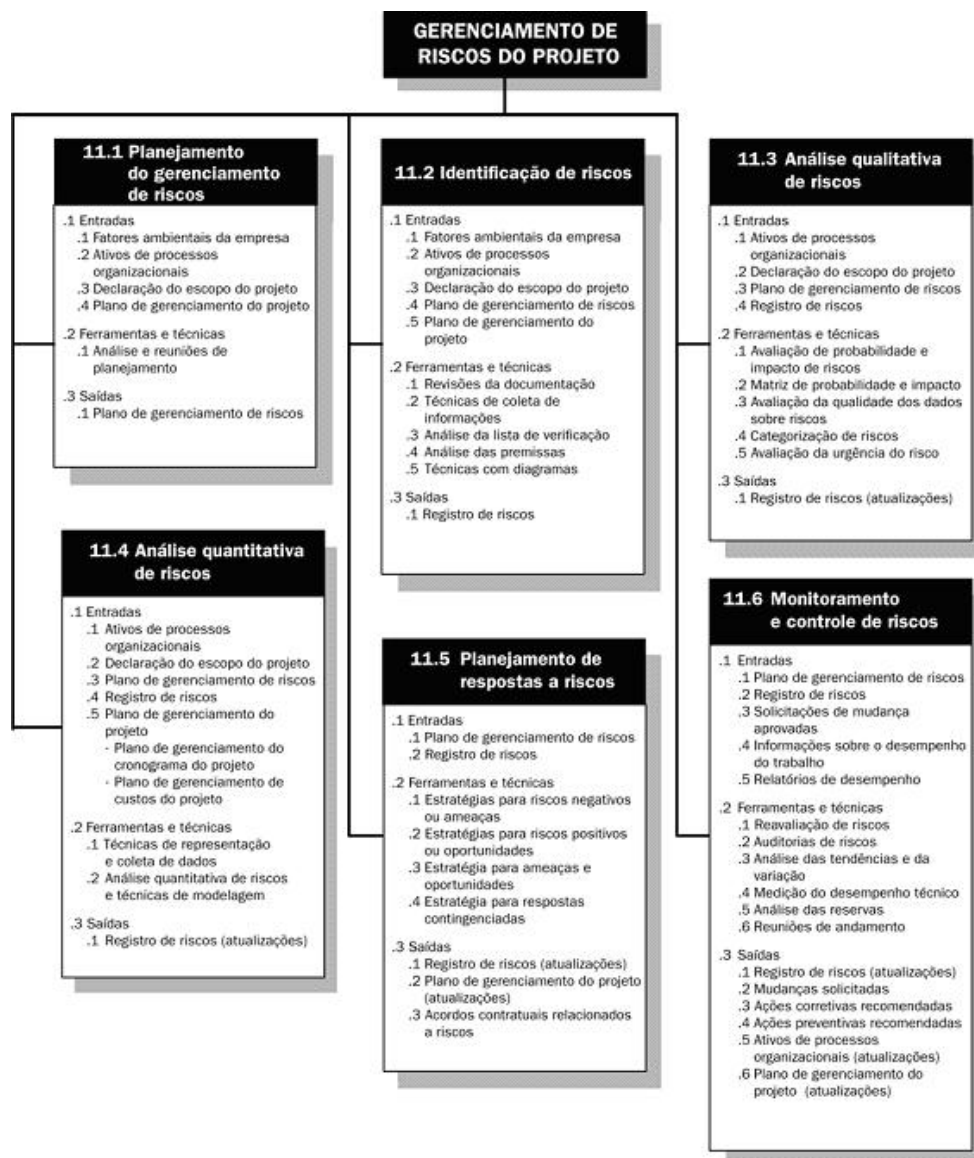 GERENCIAMENTO DE
RISCOS DO PROJETO
11.1 Planejamento
do gerenciamento
de riscos
.1 Entradas
.1 Fatores ambientais da empresa
.2 Ativos de processos
organizacionais
.3 Declaração do escopo do projeto
.4 Plano de gerenciamento do projeto
.2 Ferramentas e técnicas
.1 Análise e reuniões de
planejamento
.3 Saídas
.1 Plano de gerenciamento de riscos
11.2 Identificação de riscos
.1 Entradas
.1 Fatores ambientais da empresa
.2 Ativos de processos
organizacionais
.3 Declaração do escopo do projeto
.4 Plano de gerenciamento de riscos
.5 Plano de gerenciamento do
projeto
.2 Ferramentas e técnicas
.1 Revisões da documentação
.2 Técnicas de coleta de
informações
.3 Análise da lista de verificação
.4 Análise das premissas
.5 Técnicas com diagramas
.3 Saídas
.1 Registro de riscos
11.3 Análise qualitativa
de riscos
.1 Entradas
.1 Ativos de processos
organizacionais
.2 Declaração do escopo do projeto
.3 Plano de gerenciamento de riscos
.4 Registro de riscos
.2 Ferramentas e técnicas
.1 Avaliação de probabilidade e
impacto de riscos
.2 Matriz de probabilidade e impacto
.3 Avaliação da qualidade dos dados
sobre riscos
.4 Categorização de riscos
.5 Avaliação da urgência do risco
.3 Saídas
.1 Registro de riscos (atualizações)
11.4 Análise quantitativa
de riscos
.1 Entradas
.1 Ativos de processos
organizacionais
.2 Declaração do escopo do projeto
.3 Plano de gerenciamento de riscos
.4 Registro de riscos
.5 Plano de gerenciamento do
projeto
- Plano de gerenciamento do
cronograma do projeto
- Plano de gerenciamento de
custos do projeto
.2 Ferramentas e técnicas
.1 Técnicas de representação
e coleta de dados
.2 Análise quantitativa de riscos
e técnicas de modelagem
.3 Saídas
.1 Registro de riscos (atualizações)
11.5 Planejamento de
respostas a riscos
.1 Entradas
.1 Plano de gerenciamento de riscos
.2 Registro de riscos
.2 Ferramentas e técnicas
.1 Estratégias para riscos negativos
ou ameaças
.2 Estratégias para riscos positivos
ou oportunidades
.3 Estratégia para ameaças e
oportunidades
.4 Estratégia para respostas
contingenciadas
.3 Saídas
.1 Registro de riscos (atualizações)
.2 Plano de gerenciamento do projeto
(atualizações)
.3 Acordos contratuais relacionados
a riscos
11.6 Monitoramento
e controle de riscos
.1 Entradas
.1 Plano de gerenciamento de riscos
.2 Registro de riscos
.3 Solicitações de mudança
aprovadas
.4 Informações sobre o desempenho
do trabalho
.5 Relatórios de desempenho
.2 Ferramentas e técnicas
.1 Reavaliação de riscos
.2 Auditorias de riscos
.3 Análise das tendências e da
variação
.4 Medição do desempenho técnico
.5 Análise das reservas
.6 Reuniões de andamento
.3 Saídas
.1 Registro de riscos (atualizações)
.2 Mudanças solicitadas
.3 Ações corretivas recomendadas
.4 Ações preventivas recomendadas
.5 Ativos de processos
organizacionais (atualizações)
.6 Plano de gerenciamento do
projeto (atualizações)